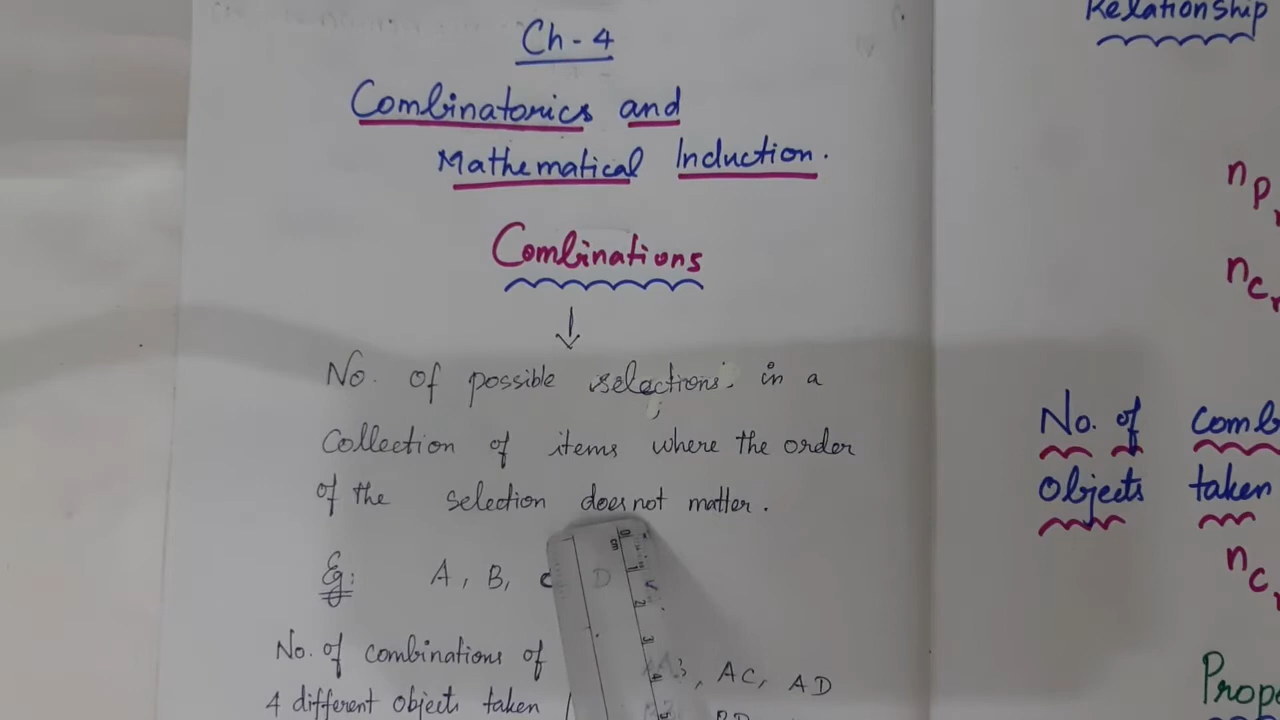 Ch - 4
Combinatorics and
Mathematical Induction.
Combinations
No. of possible selections in a
Collection of items where the order
of the selection does not matter.
Eg: A, B, C D
No. of combinations of
4 different objects taken
AC, AD
Relationship
No. of
objects taken